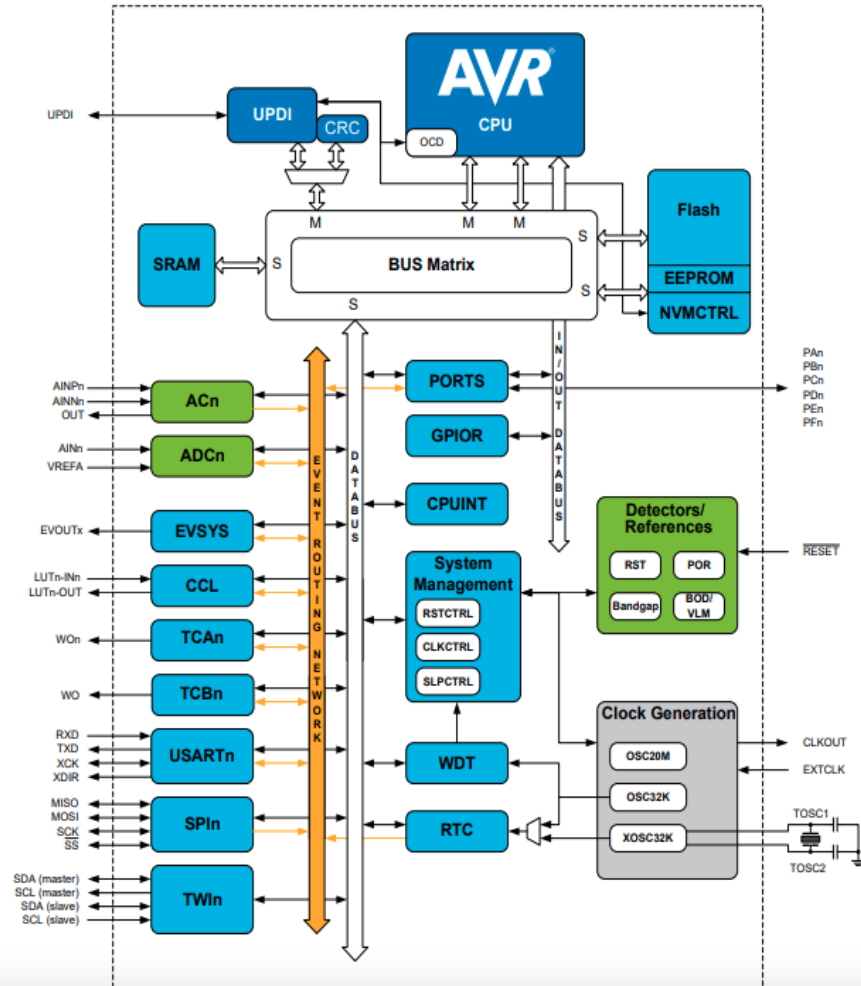 AVR®
CPU
OCD
UPDI
UPDI
CRC
M
M
M
S
S
S
S
BUS Matrix
SRAM
Flash
EEPROM
NVMCTRL
IN/OUT DATABUS
DATABUS
EVENT ROUTING NETWORK
AINPn
AINNn
OUT
ACn
AINn
VREFA
ADCn
EVOUTx
EVSYS
LUTn-INn
LUTn-OUT
CCL
WOn
TCAn
WO
TCBn
RXD
TXD
XCK
XDIR
USARTn
MISO
MOSI
SCK
SS
SPIn
SDA (master)
SCL (master)
SDA (slave)
SCL (slave)
TWIn
PORTS
GPIOR
CPUINT
System
Management
RSTCTRL
CLKCTRL
SLPCTRL
WDT
RTC
PAn
PBn
PCn
PDn
PEn
PFn
Detectors/
References
RST
POR
Bandgap
BOD/
VLM
RESET
Clock Generation
OSC20M
OSC32K
XOSC32K
CLKOUT
EXTCLK
TOSC1
TOSC2